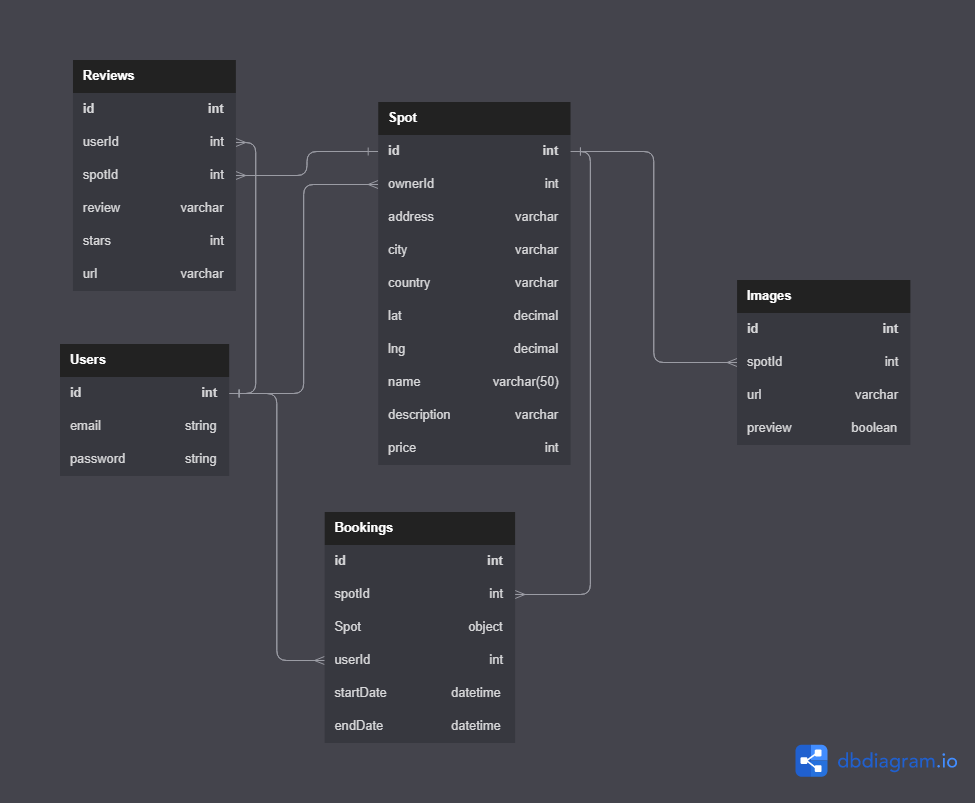 Reviews
id int
userId int
spotId int
review varchar
stars int
url varchar
Users
id int
email string
password string
Spot
id int
ownerId int
address varchar
city varchar
country varchar
lat decimal
lng decimal
name varchar(50)
description varchar
price int
Bookings
id int
spotId int
Spot object
userId int
startDate datetime
endDate datetime
Images
id int
spotId int
url varchar
preview boolean
dbdiagram.io